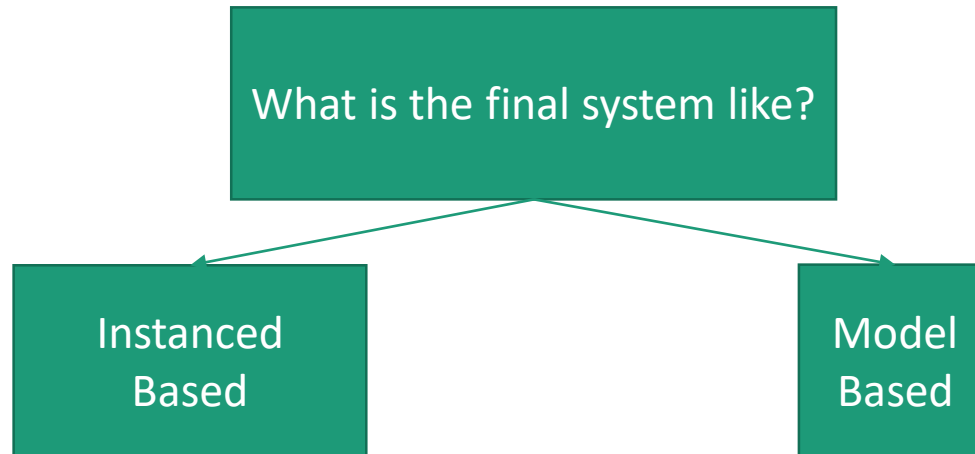 What is the final system like?
Instanced
Based
Model
Based